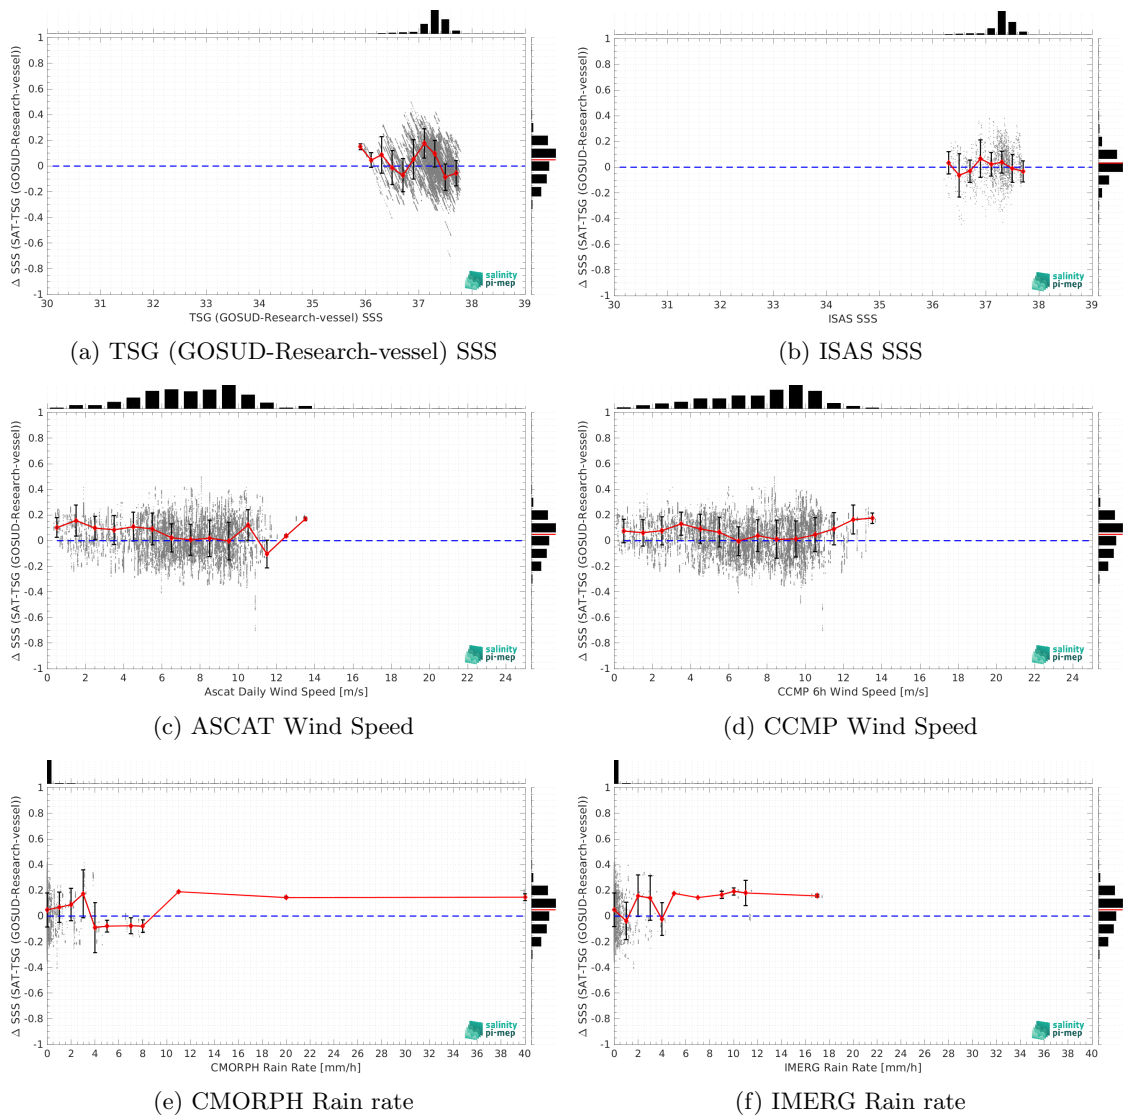 Δ SSS (SAT-TSG (GOSUD-Research-vessel))
1
0.8
0.6
0.4
0.2
0
-0.2
-0.4
-0.6
-0.8
-1
30 31 32 33 34 35 36 37 38 39
TSG (GOSUD-Research-vessel) SSS
salinity
pi-mep
(a) TSG (GOSUD-Research-vessel) SSS
Δ SSS (SAT-TSG (GOSUD-Research-vessel))
1
0.8
0.6
0.4
0.2
0
-0.2
-0.4
-0.6
-0.8
-1
30 31 32 33 34 35 36 37 38 39
ISAS SSS
salinity
pi-mep
(b) ISAS SSS
Δ SSS (SAT-TSG (GOSUD-Research-vessel))
1
0.8
0.6
0.4
0.2
0
-0.2
-0.4
-0.6
-0.8
-1
0 2 4 6 8 10 12 14 16 18 20 22 24
Ascat Daily Wind Speed [m/s]
salinity
pi-mep
(c) ASCAT Wind Speed
Δ SSS (SAT-TSG (GOSUD-Research-vessel))
1
0.8
0.6
0.4
0.2
0
-0.2
-0.4
-0.6
-0.8
-1
0 2 4 6 8 10 12 14 16 18 20 22 24
CCMP 6h Wind Speed [m/s]
salinity
pi-mep
(d) CCMP Wind Speed
Δ SSS (SAT-TSG (GOSUD-Research-vessel))
1
0.8
0.6
0.4
0.2
0
-0.2
-0.4
-0.6
-0.8
-1
0 2 4 6 8 10 12 14 16 18 20 22 24 26 28 30 32 34 36 38 40
CMORPH Rain Rate [mm/h]
salinity
pi-mep
(e) CMORPH Rain rate
Δ SSS (SAT-TSG (GOSUD-Research-vessel))
1
0.8
0.6
0.4
0.2
0
-0.2
-0.4
-0.6
-0.8
-1
0 2 4 6 8 10 12 14 16 18 20 22 24 26 28 30 32 34 36 38 40
IMERG Rain Rate [mm/h]
salinity
pi-mep
(f) IMERG Rain rate